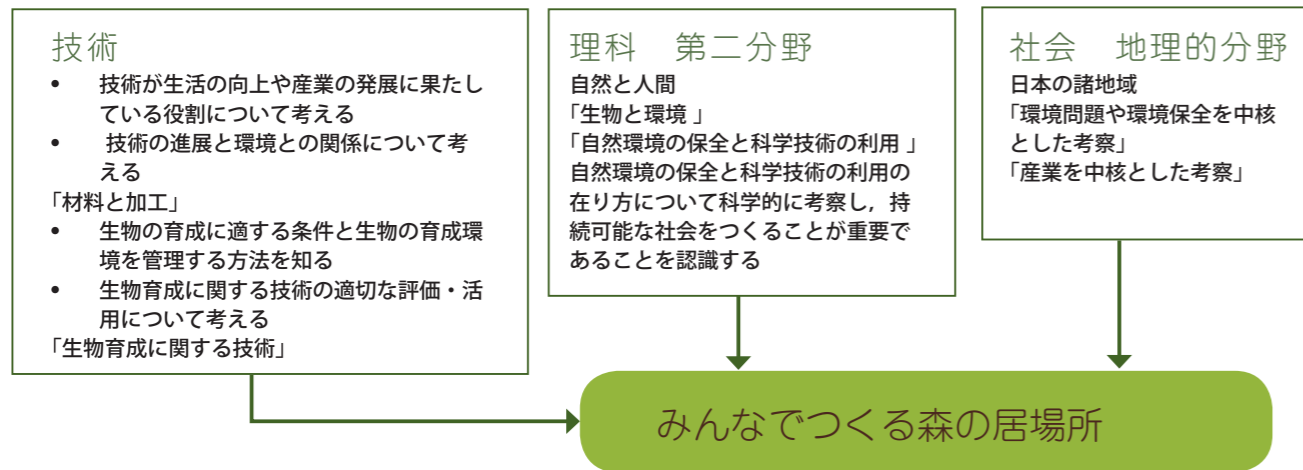 技術
• 技術が生活の向上や産業の発展に果たし
ている役割について考える
• 技術の進展と環境との関係について考
える
「材料と加工」
• 生物の育成に適する条件と生物の育成環
境を管理する方法を知る
• 生物育成に関する技術の適切な評価・活
用について考える
「生物育成に関する技術」
理科　第二分野
自然と人間
「生物と環境 」
「自然環境の保全と科学技術の利用 」
自然環境の保全と科学技術の利用の
在り方について科学的に考察し，持
続可能な社会をつくることが重要で
あることを認識する
社会　地理的分野
日本の諸地域
「環境問題や環境保全を中核
とした考察」
「産業を中核とした考察」
みんなでつくる森の居場所